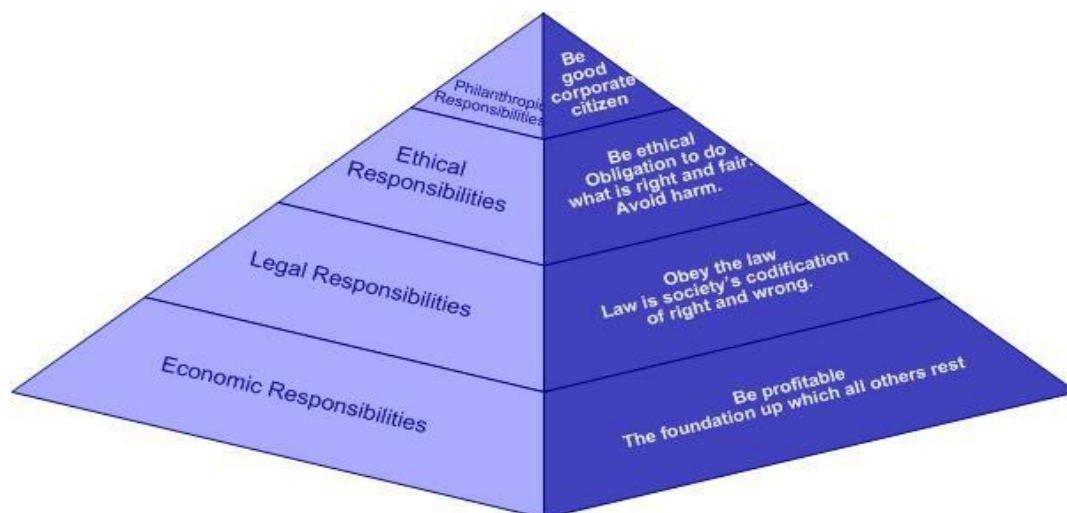 Philanthropic
Responsibilities
Be
good
corporate
citizen
Ethical
Responsibilities
Be ethical
Obligation to do
what is right and fair.
Avoid harm.
Legal Responsibilities
Obey the law
Law is society's codification
of right and wrong.
Economic Responsibilities
Be profitable
The foundation up which all others rest